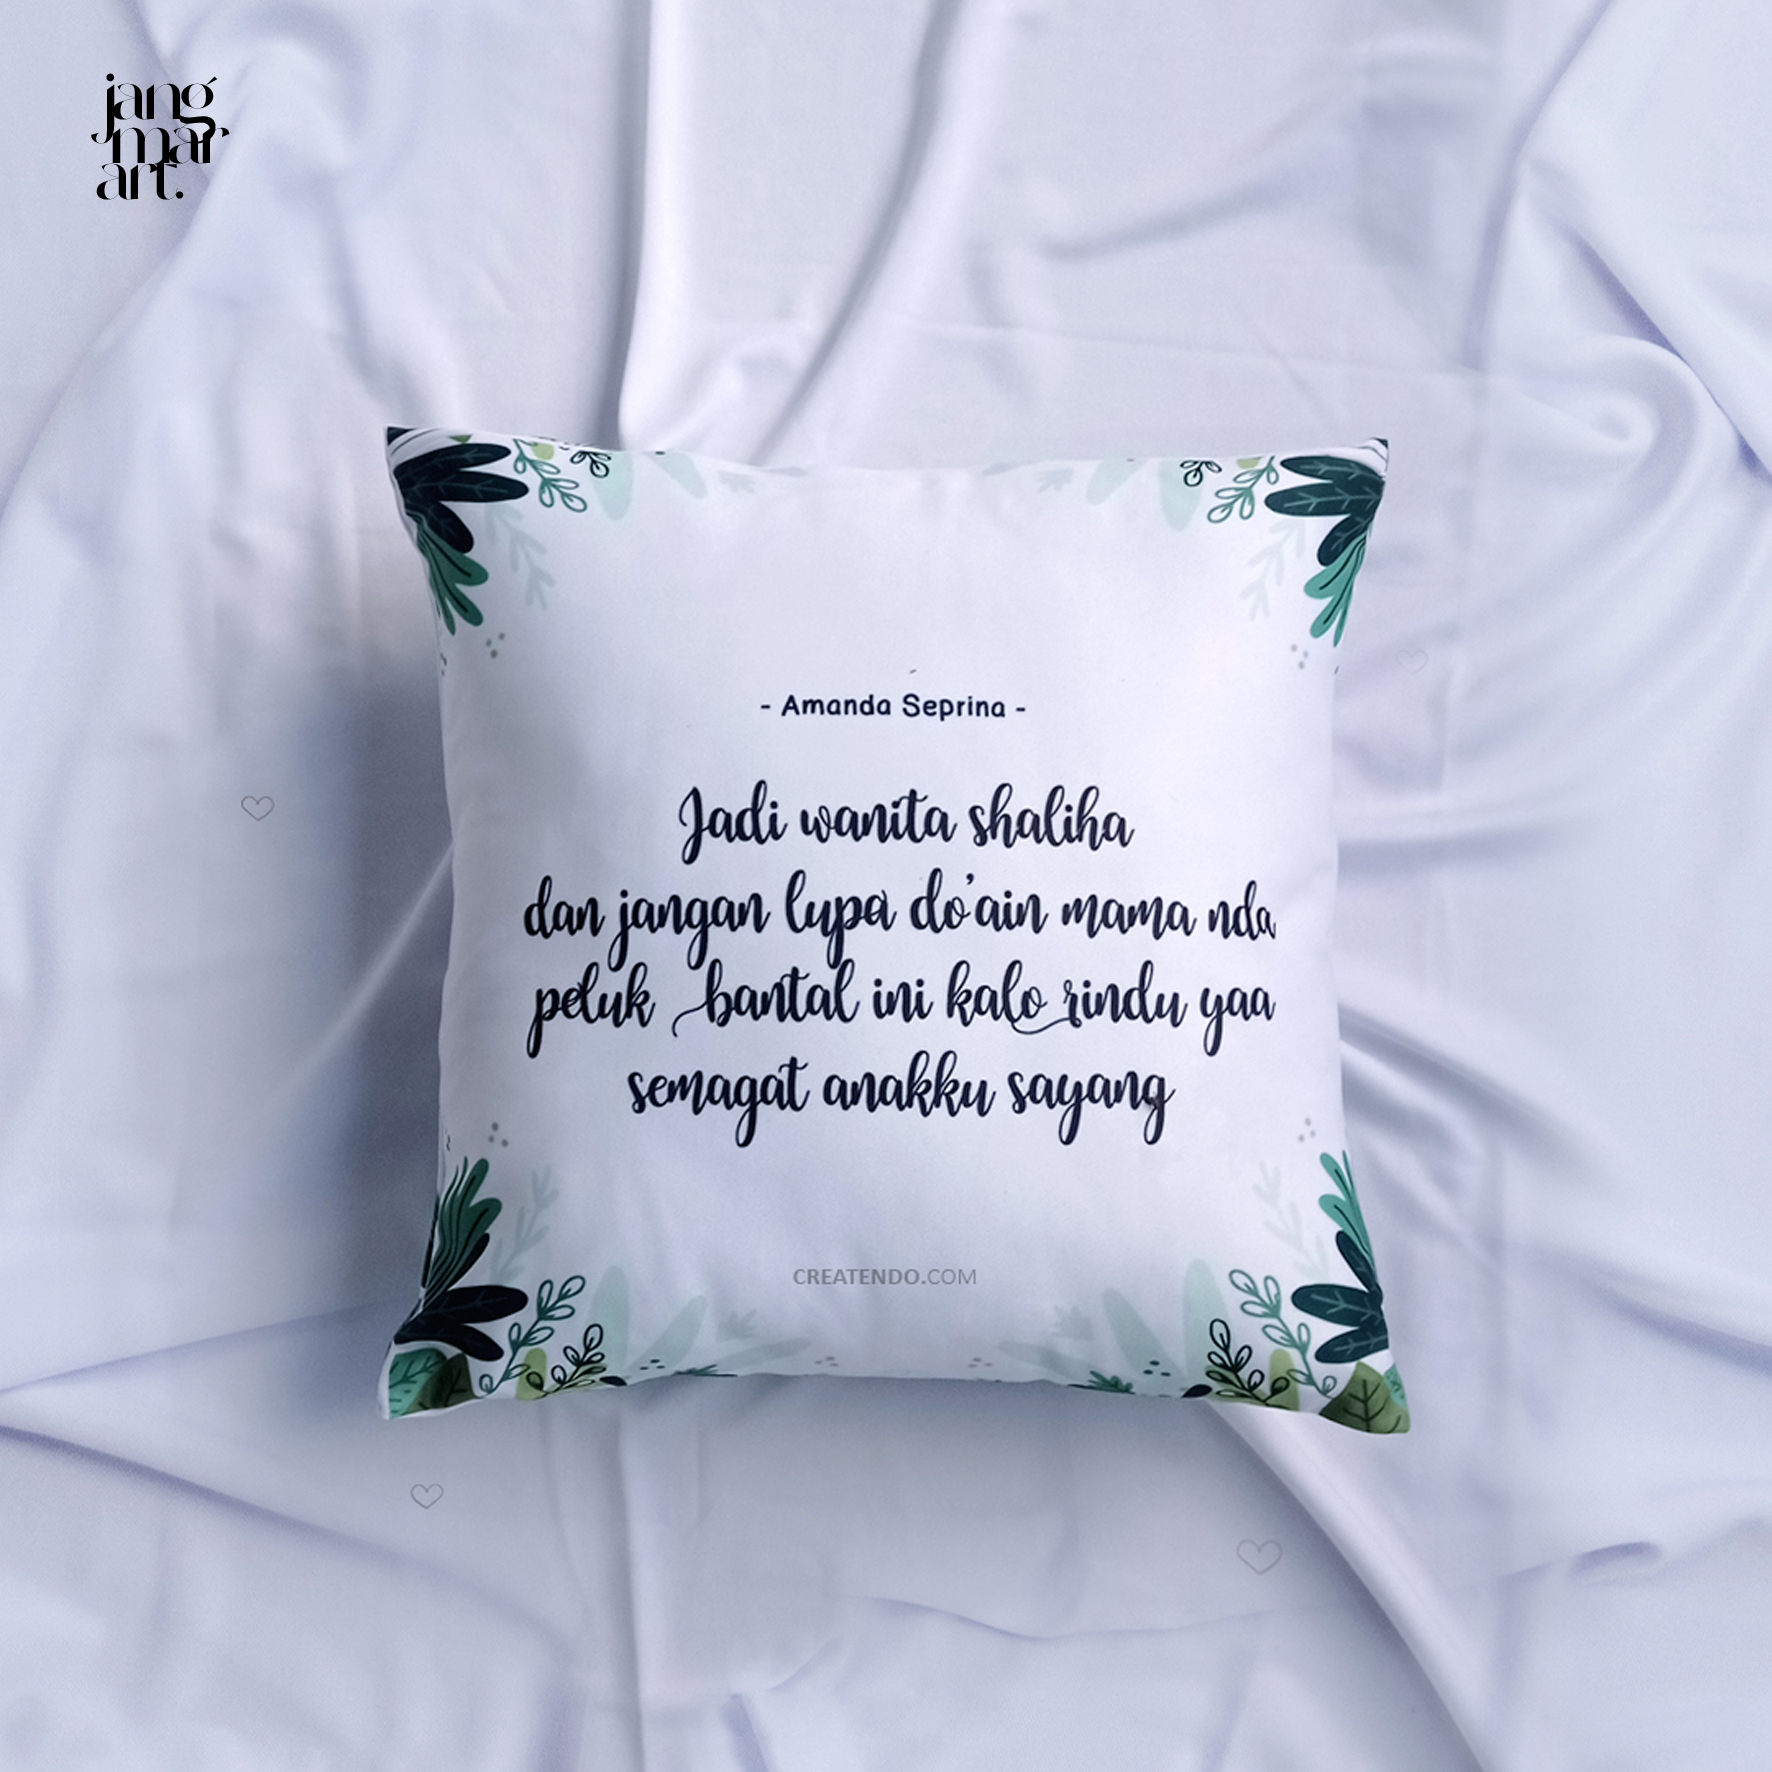 jang
mar
art.
- Amanda Seprina -
Jadi wanita shaliha
dan jangan lupa do'ain mama nda
peluk bantal ini kalo rindu yaa
semagat anakku sayang
CREATENDO.COM